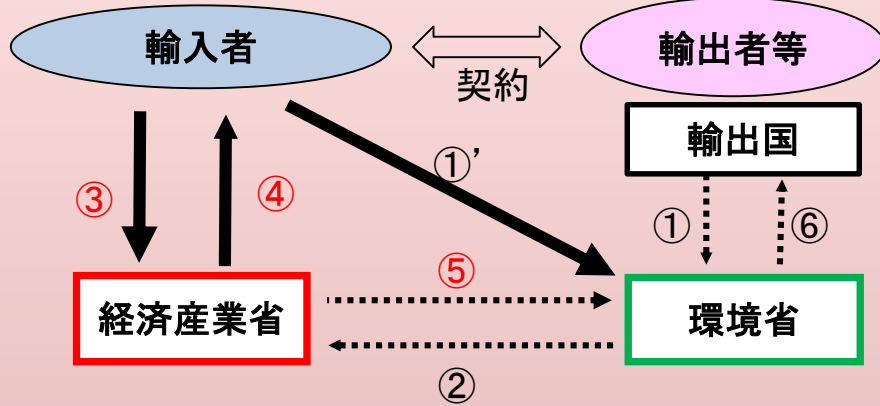 輸入者
輸出者等
契約
輸出国
①’
③
④
①
⑥
⑤
経済産業省
環境省
②